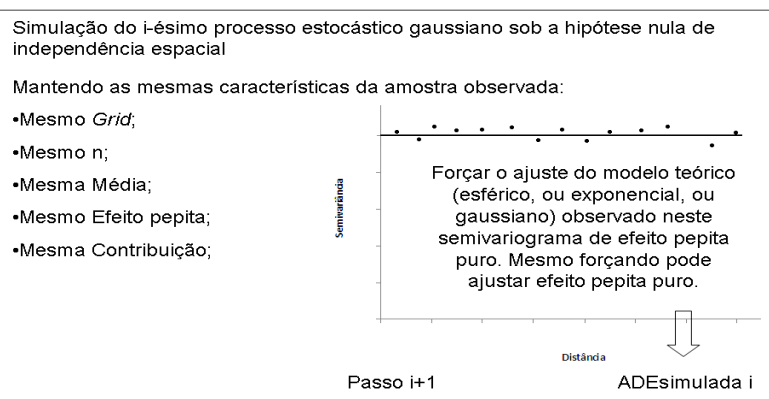 Simulação do i-ésimo processo estocástico gaussiano sob a hipótese nula de
independência espacial
Mantendo as mesmas características da amostra observada:
•Mesmo Grid;
•Mesmo n;
•Mesma Média;
•Mesmo Efeito pepita;
•Mesma Contribuição;
Semivariância
Forçar o ajuste do modelo teórico
(esférico, ou exponencial, ou
gaussiano) observado neste
semivariograma de efeito pepita
puro. Mesmo forçando pode
ajustar efeito pepita puro.
Distância
Passo i+1
ADEsimulada i